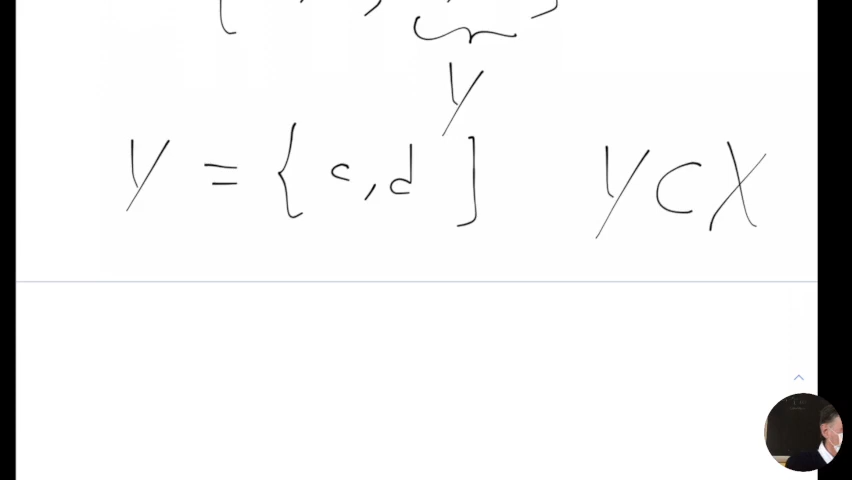 Y
Y = { c, d ] Y ⊂ X